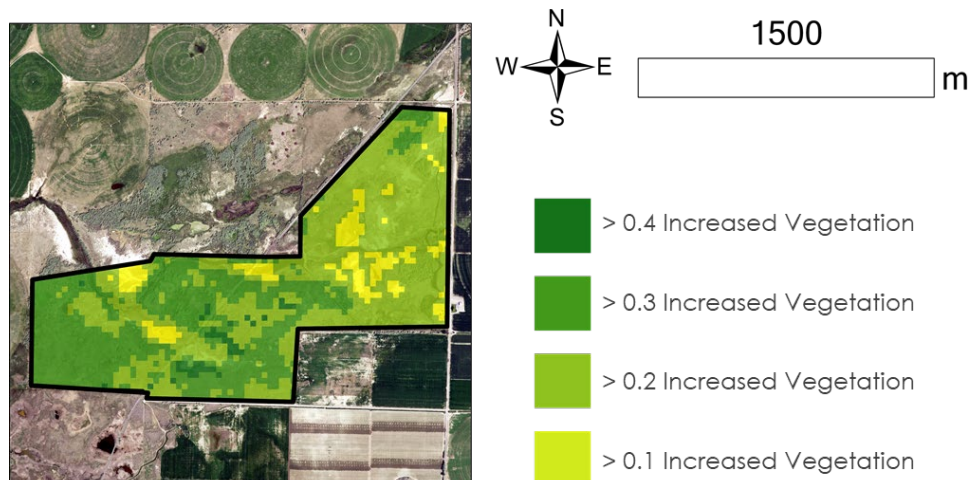 N
W E
S
1500
m
> 0.4 Increased Vegetation
> 0.3 Increased Vegetation
> 0.2 Increased Vegetation
> 0.1 Increased Vegetation